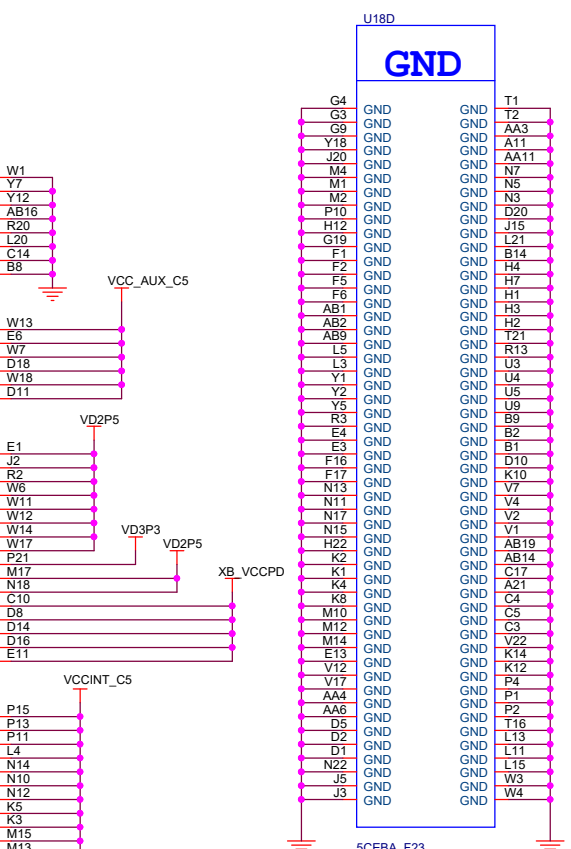 U18D
GND
W1
Y7
Y12
AB16
R20
L20
C14
B8
VCC_AUX_C5
W13
E6
W7
D18
W18
D11
VD2P5
E1
J2
R2
W6
W11
W12
W14
W17
VD3P3
P21
VD2P5
M17
N18
XB_VCCPD
C10
D8
D14
D16
E11
VCCINT_C5
P15
P13
P11
L4
N14
N10
N12
K5
K3
M15
M13
G4 GND GND T1
G3 GND GND T2
G9 GND GND AA3
Y18 GND GND A11
J20 GND GND AA11
M4 GND GND N7
M1 GND GND N5
M2 GND GND N3
P10 GND GND D20
H12 GND GND J15
G19 GND GND L21
F1 GND GND B14
F2 GND GND H4
F5 GND GND H7
F6 GND GND H1
AB1 GND GND H3
AB2 GND GND H2
AB9 GND GND T21
L5 GND GND R13
L3 GND GND U3
Y1 GND GND U4
Y2 GND GND U5
Y5 GND GND U9
R3 GND GND B9
E4 GND GND B2
E3 GND GND B1
F16 GND GND D10
F17 GND GND K10
N13 GND GND V7
N11 GND GND V4
N17 GND GND V2
N15 GND GND V1
H22 GND GND AB19
K2 GND GND AB14
K1 GND GND C17
K4 GND GND A21
K8 GND GND C4
M10 GND GND C5
M12 GND GND C3
M14 GND GND V22
E13 GND GND K14
V12 GND GND K12
V17 GND GND P4
AA4 GND GND P1
AA6 GND GND P2
D5 GND GND T16
D2 GND GND L13
D1 GND GND L11
N22 GND GND L15
J5 GND GND W3
J3 GND GND W4
5CEBA_F23